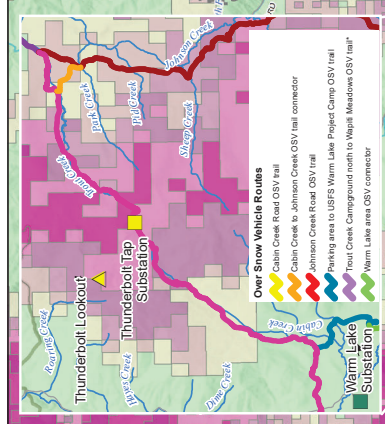 Johnson Creek
Park Creek
Pid Creek
Sheep Creek
Trout Creek
Thunderbolt Lookout
Thunderbolt Tap
Substation
Roaring Creek
Dime Creek
Cabin Creek
Warm Lake
Substation
Over Snow Vehicle Routes
Cabin Creek Road OSV trail
Cabin Creek to Johnson Creek OSV trail connector
Johnson Creek Road OSV trail
Parking area to USFS Warm Lake Project Camp OSV trail
Trout Creek Campground north to Wapiti Meadows OSV trail*
Warm Lake area OSV connector